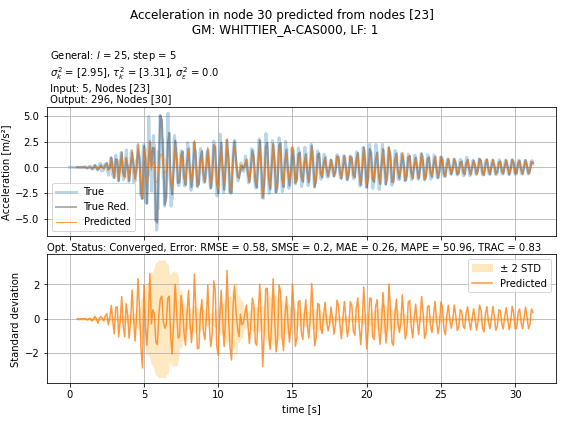 Acceleration in node 30 predicted from nodes [23]
GM: WHITTIER_A-CAS000, LF: 1
General: l = 25, step = 5
σ²ₖ = [2.95], τ²ₖ = [3.31], σ²ε = 0.0
Input: 5, Nodes [23]
Output: 296, Nodes [30]
Acceleration [m/s²]
5.0
2.5
0.0
−2.5
−5.0
True
True Red.
Predicted
Opt. Status: Converged, Error: RMSE = 0.58, SMSE = 0.2, MAE = 0.26, MAPE = 50.96, TRAC = 0.83
Standard deviation
2
0
−2
± 2 STD
Predicted
0 5 10 15 20 25 30
time [s]